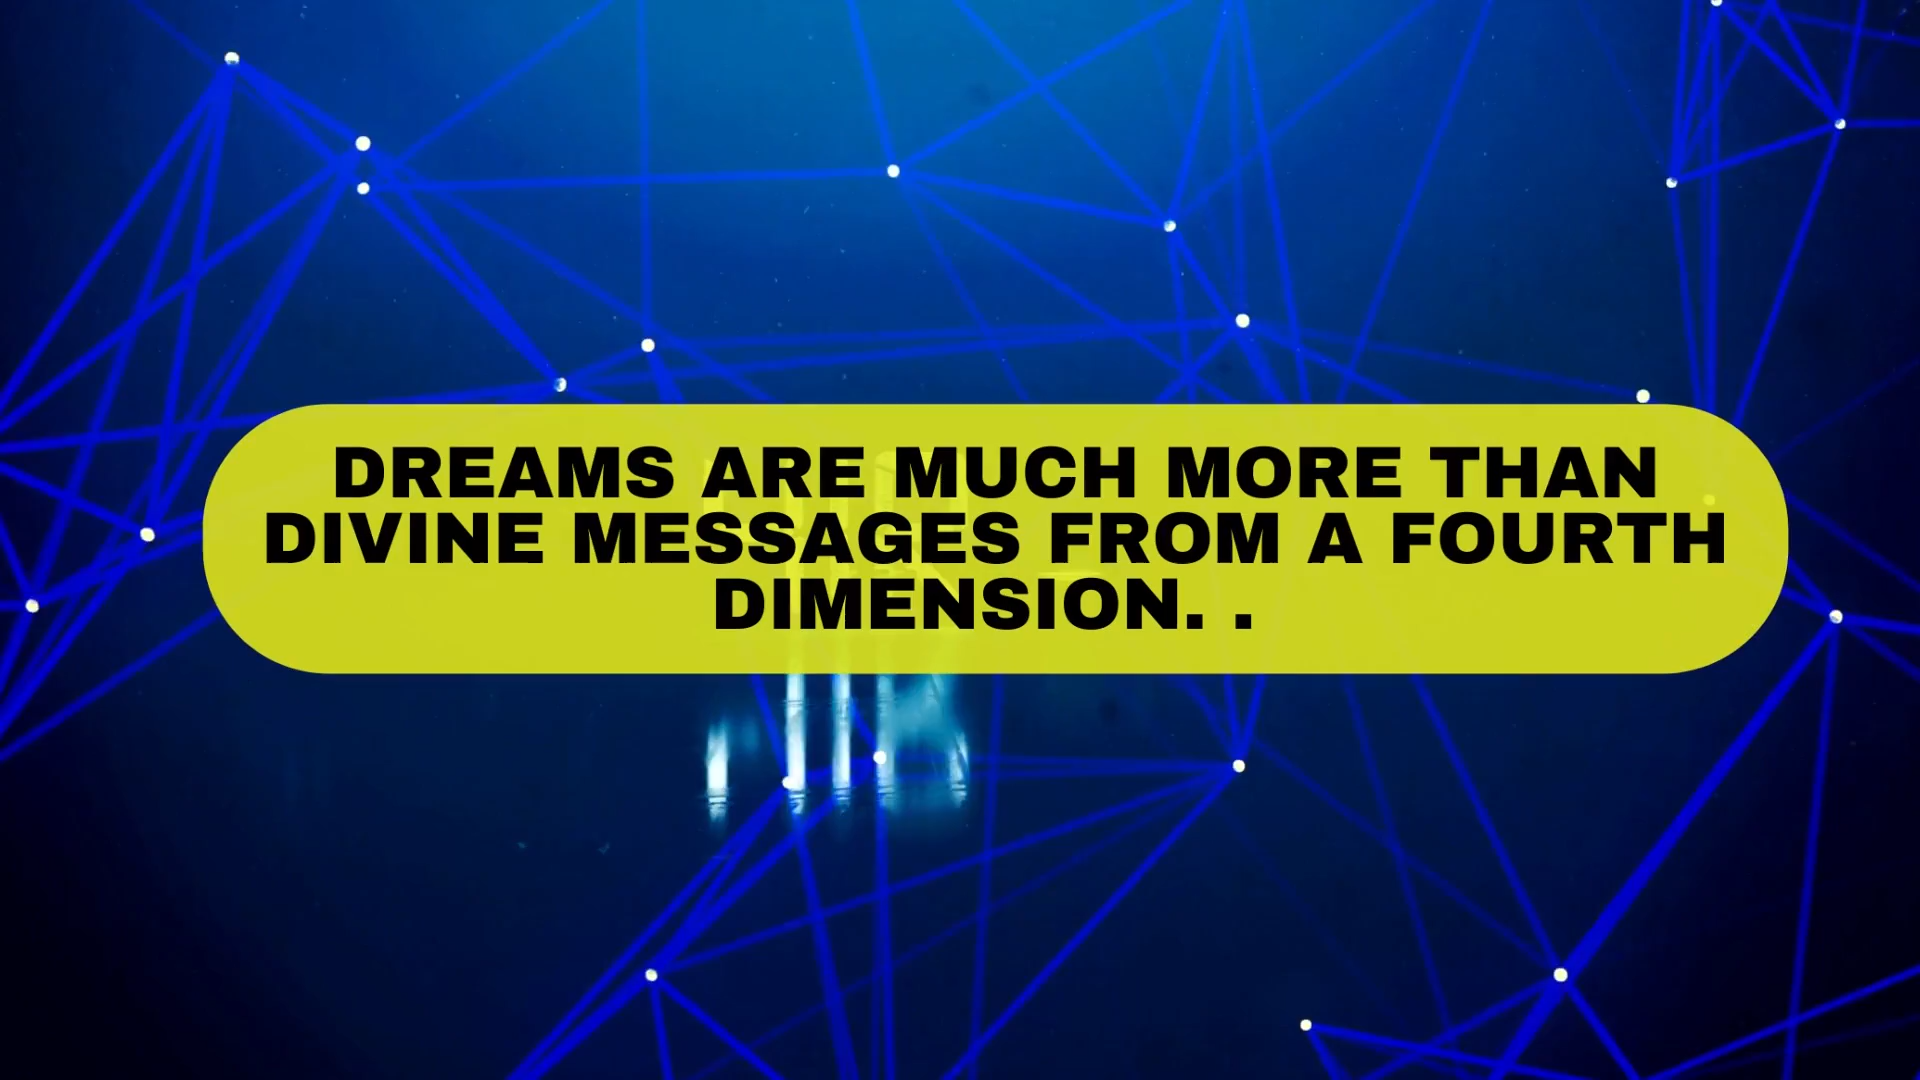 DREAMS ARE MUCH MORE THAN
DIVINE MESSAGES FROM A FOURTH
DIMENSION. .